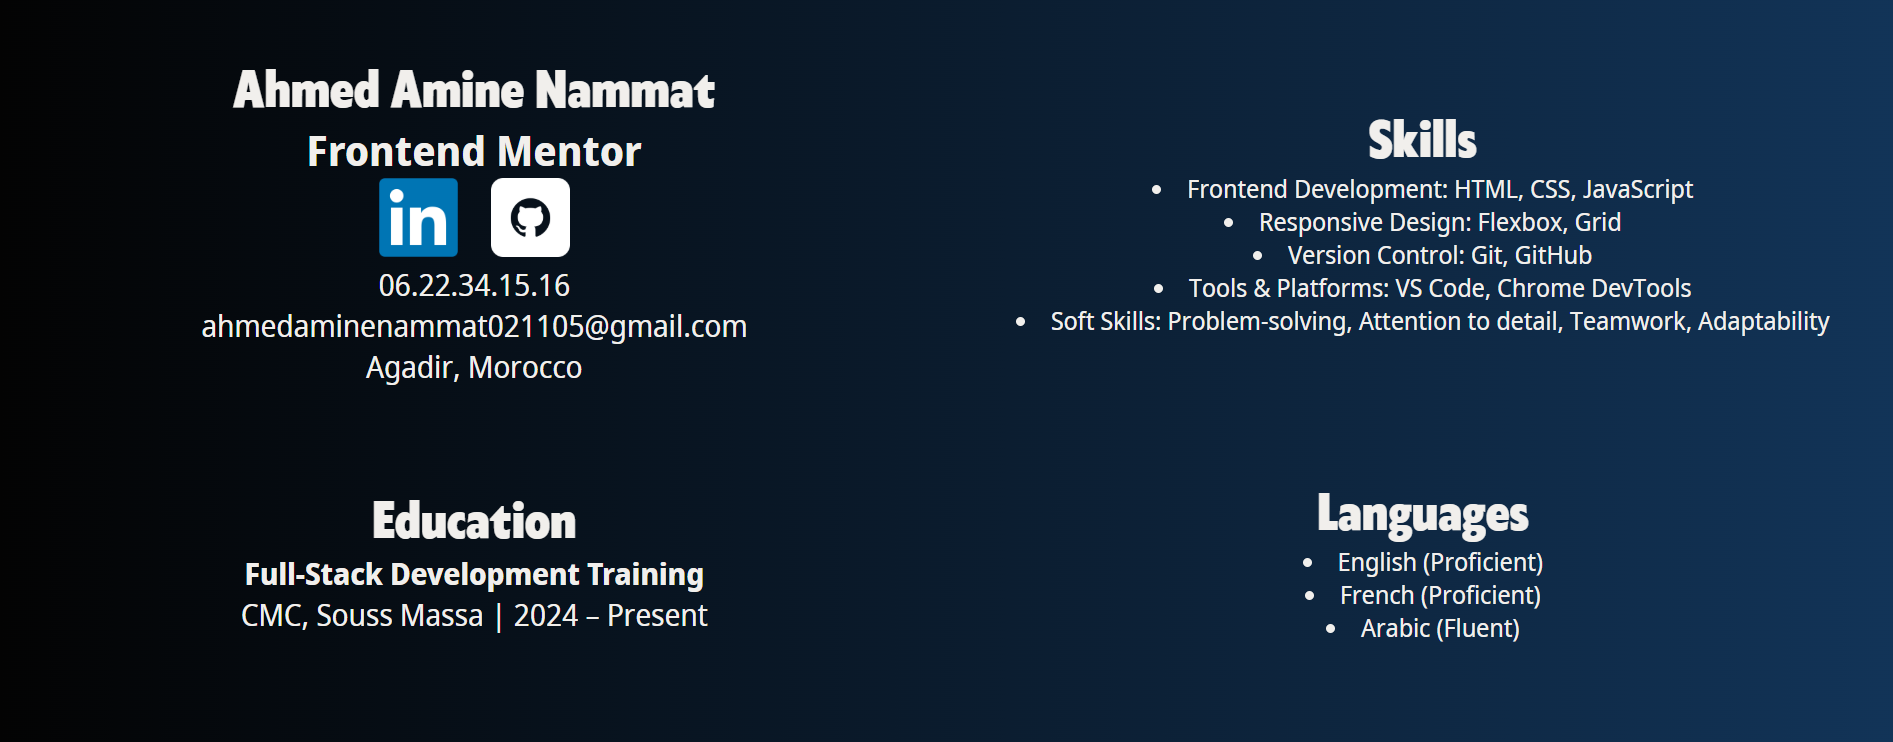 Ahmed Amine Nammat
Frontend Mentor
in
06.22.34.15.16
ahmedaminenammat021105@gmail.com
Agadir, Morocco
Skills
• Frontend Development: HTML, CSS, JavaScript
• Responsive Design: Flexbox, Grid
• Version Control: Git, GitHub
• Tools & Platforms: VS Code, Chrome DevTools
• Soft Skills: Problem-solving, Attention to detail, Teamwork, Adaptability
Education
Full-Stack Development Training
CMC, Souss Massa | 2024 – Present
Languages
• English (Proficient)
• French (Proficient)
• Arabic (Fluent)